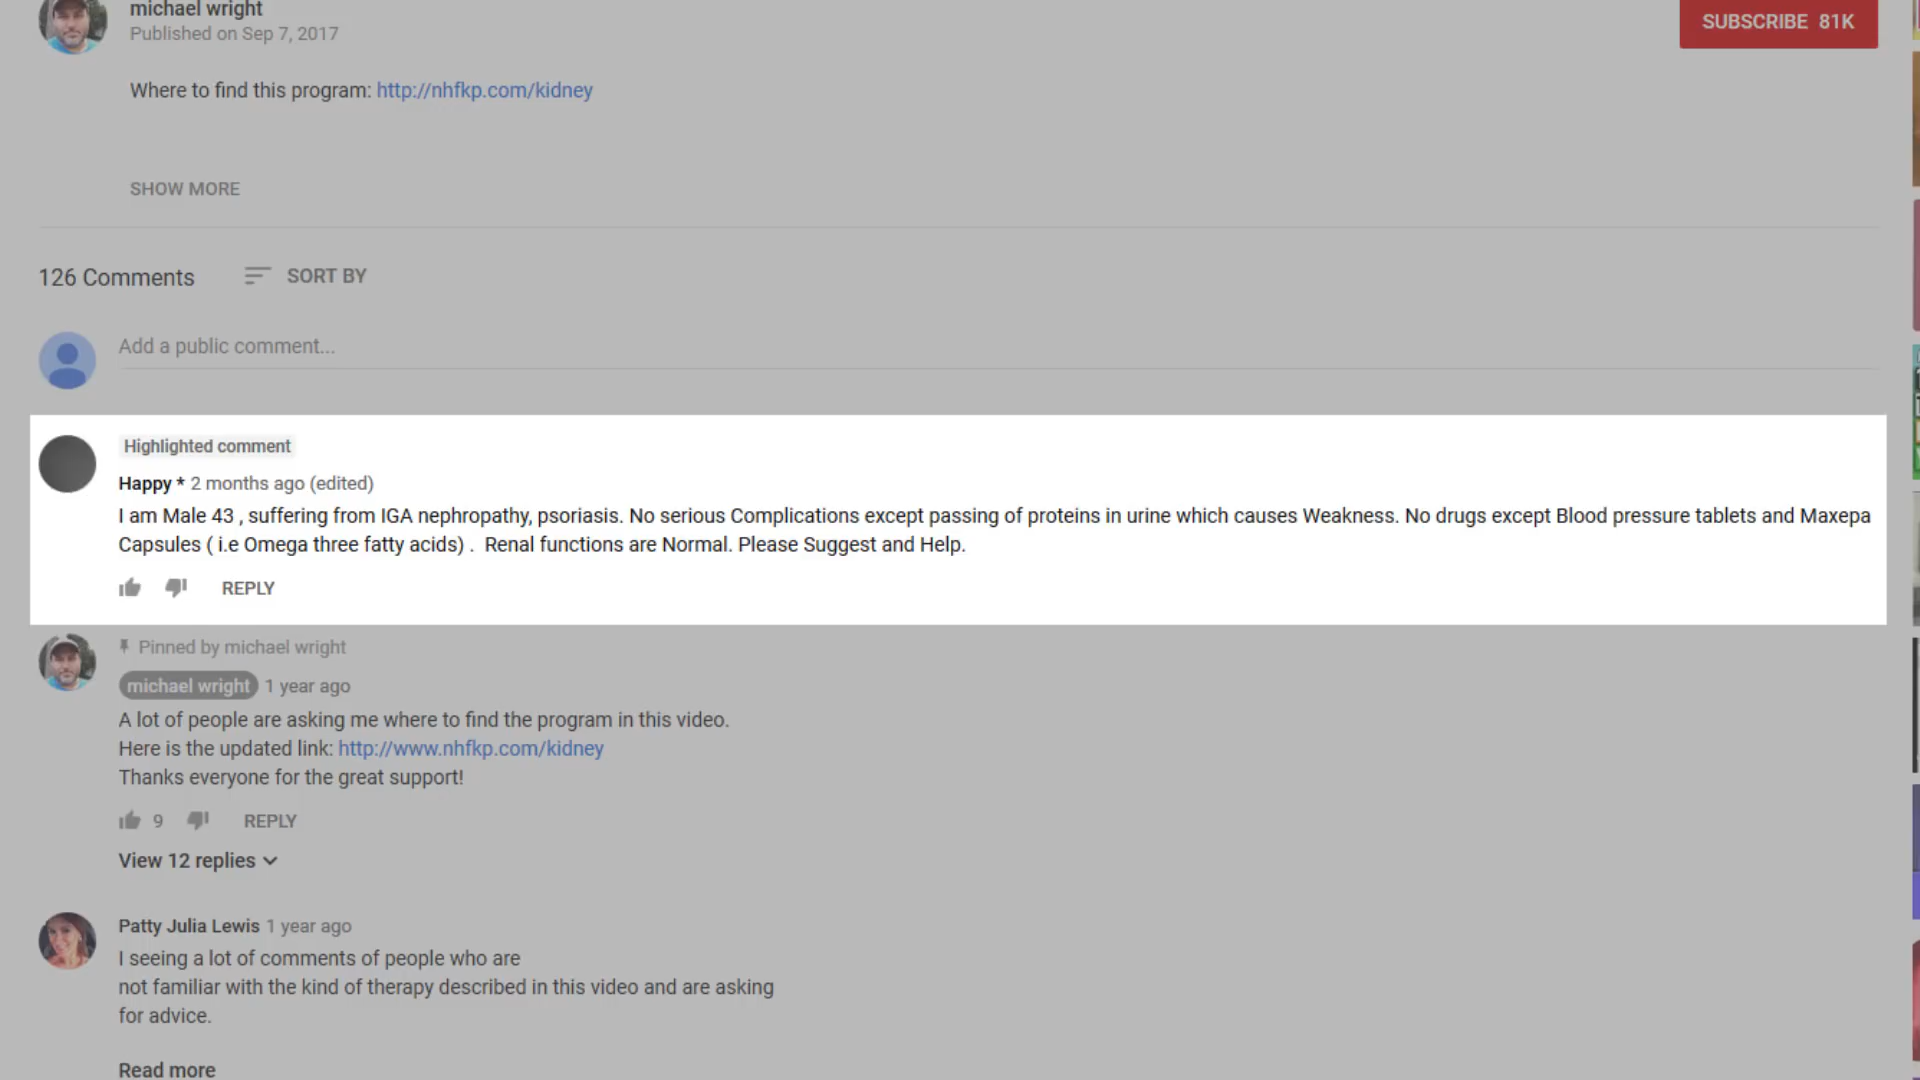 michael wright
Published on Sep 7, 2017
SUBSCRIBE 81K
Where to find this program: http://nhfkp.com/kidney
SHOW MORE
126 Comments
SORT BY
Add a public comment...
Highlighted comment
Happy * 2 months ago (edited)
I am Male 43 , suffering from IGA nephropathy, psoriasis. No serious Complications except passing of proteins in urine which causes Weakness. No drugs except Blood pressure tablets and Maxepa
Capsules ( i.e Omega three fatty acids) .  Renal functions are Normal. Please Suggest and Help.
REPLY
Pinned by michael wright
michael wright 1 year ago
A lot of people are asking me where to find the program in this video.
Here is the updated link: http://www.nhfkp.com/kidney
Thanks everyone for the great support!
9 REPLY
View 12 replies
Patty Julia Lewis 1 year ago
I seeing a lot of comments of people who are
not familiar with the kind of therapy described in this video and are asking
for advice.
Read more